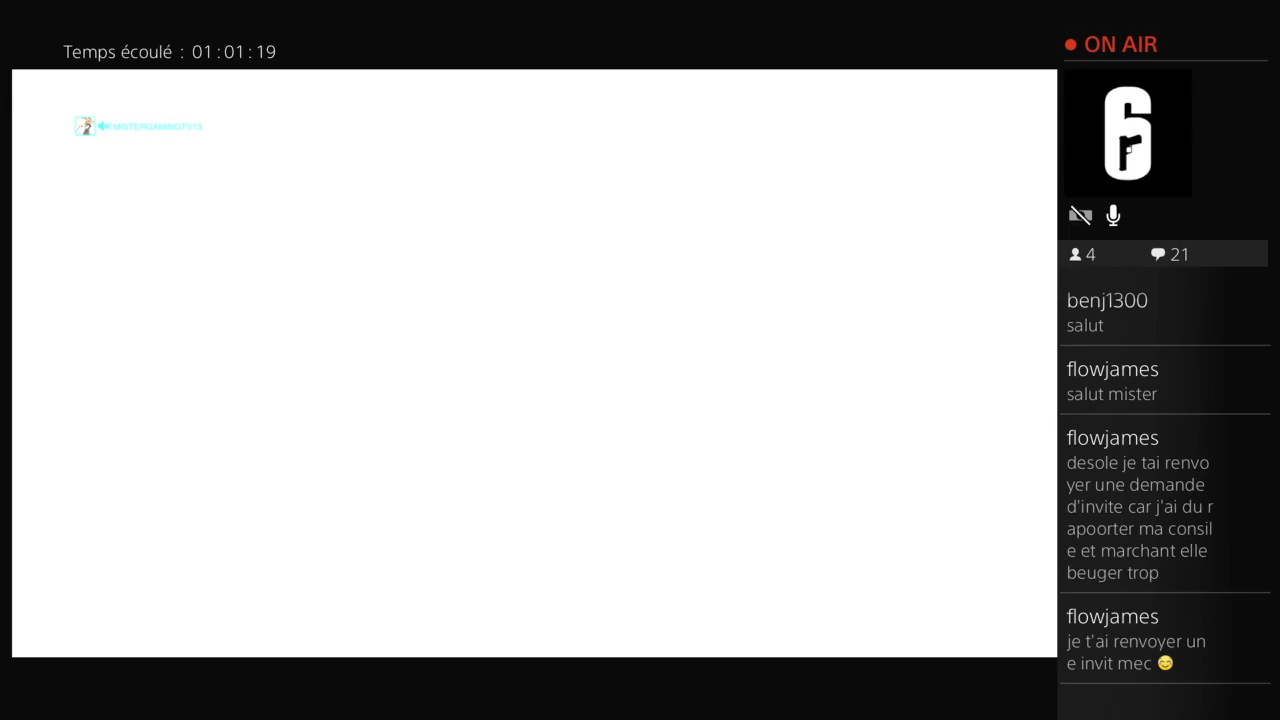 Temps écoulé : 01:01:19
ON AIR
MISTERGAMINGTV13
6
4
21
benj1300
salut
flowjames
salut mister
flowjames
desole je tai renvo
yer une demande
d'invite car j'ai du r
apoorter ma consil
e et marchant elle
beuger trop
flowjames
je t'ai renvoyer un
e invit mec 😊